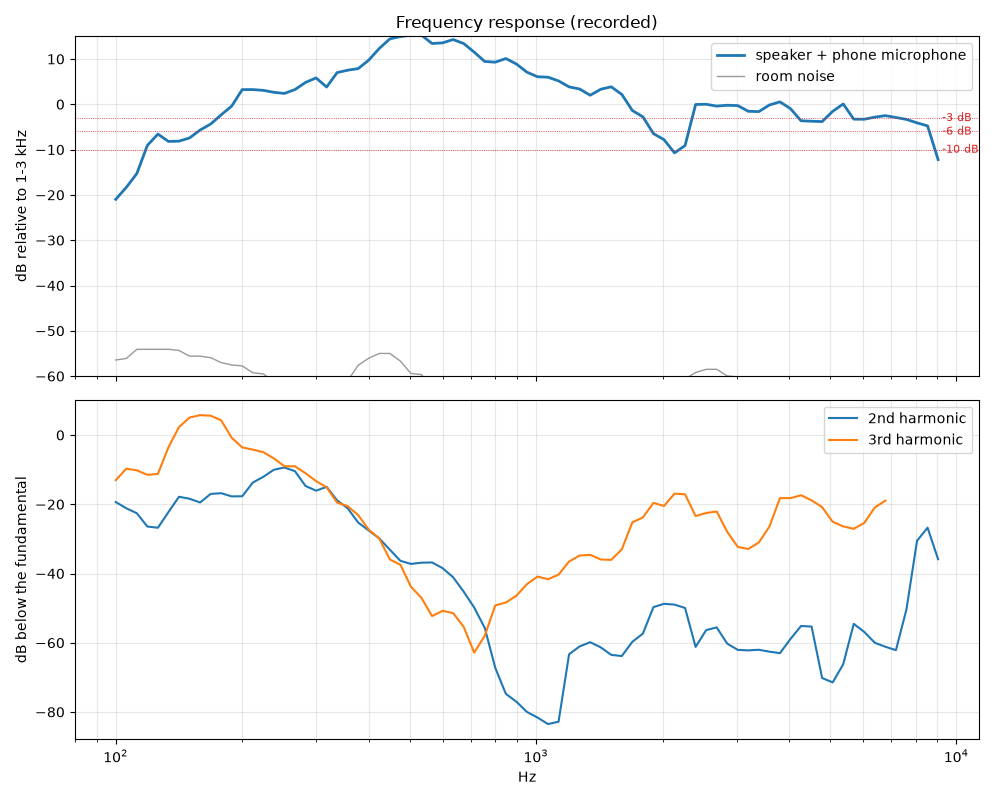 Frequency response (recorded)
dB relative to 1-3 kHz
10
0
−10
−20
−30
−40
−50
−60
speaker + phone microphone
room noise
-3 dB
-6 dB
-10 dB
dB below the fundamental
0
−20
−40
−60
−80
2nd harmonic
3rd harmonic
10²
10³
10⁴
Hz